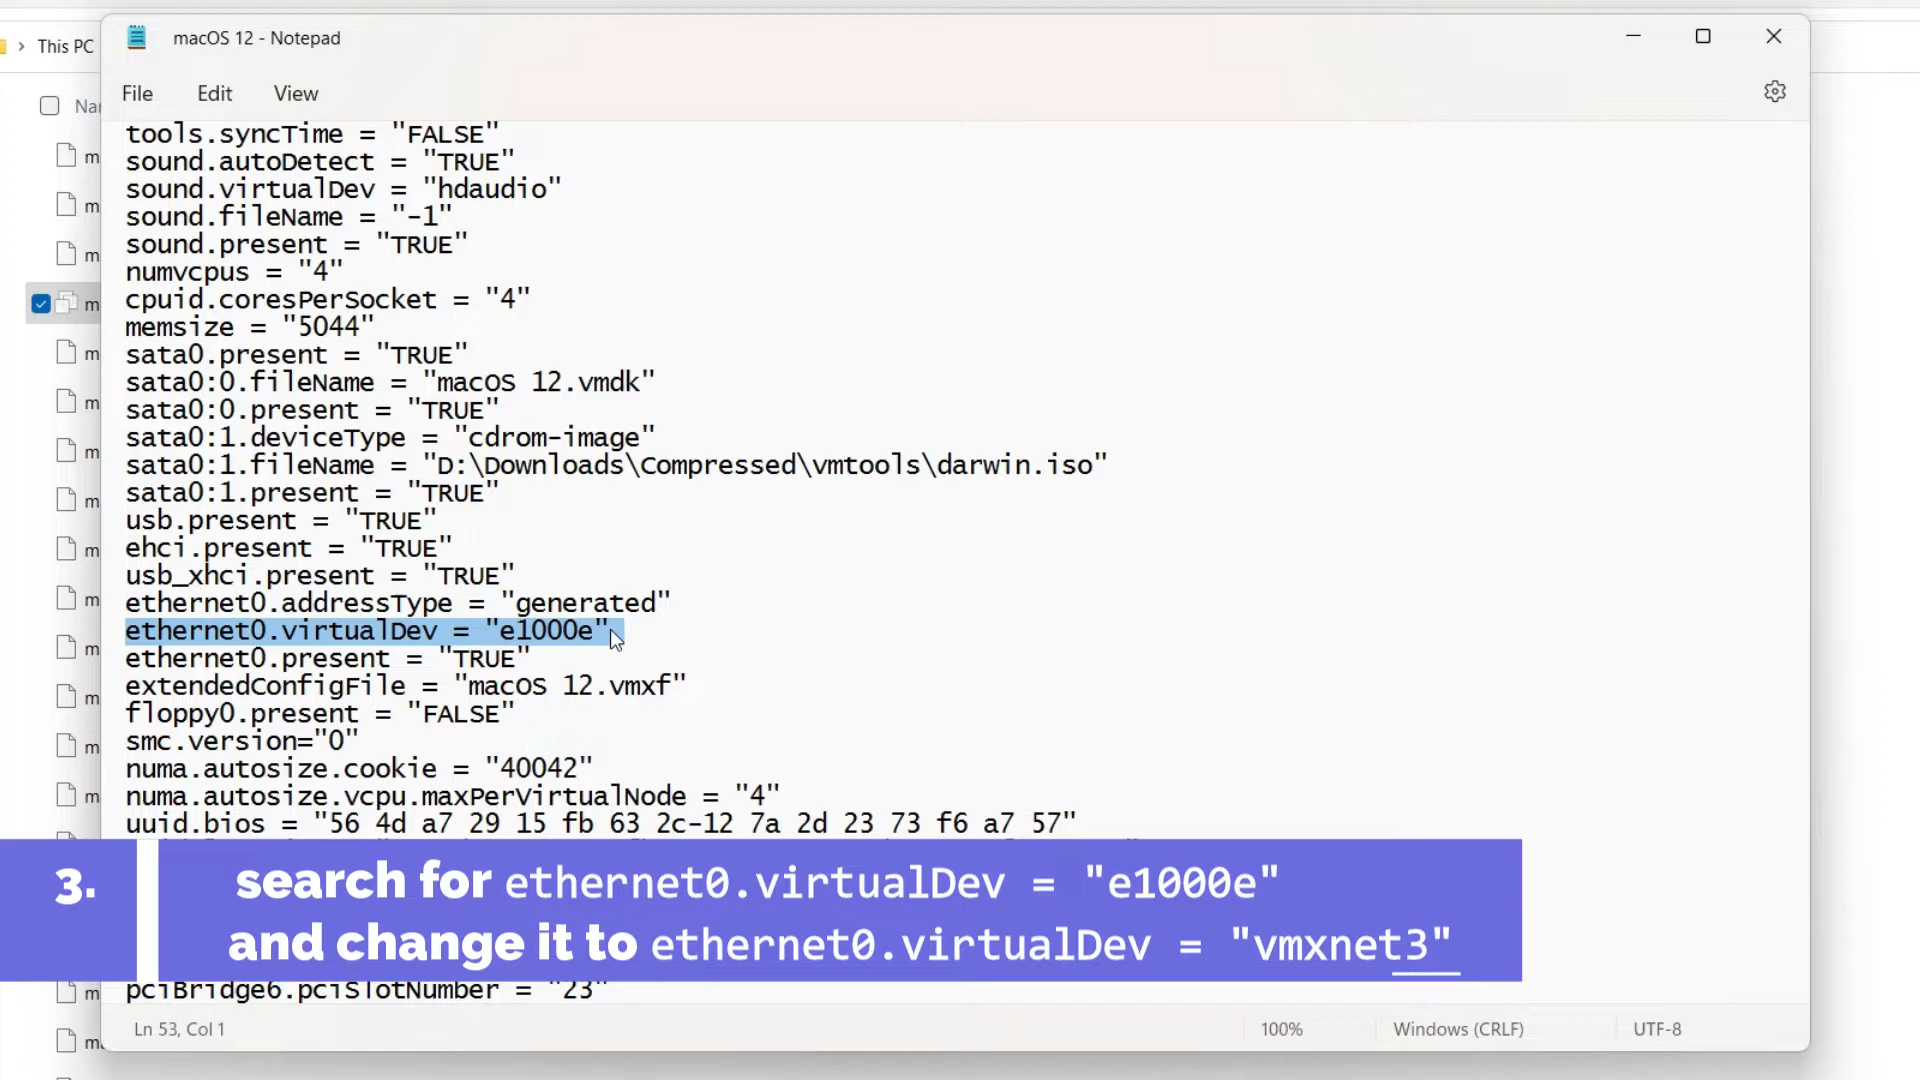 This PC
macOS 12 - Notepad
File Edit View
tools.syncTime = "FALSE"
sound.autoDetect = "TRUE"
sound.virtualDev = "hdaudio"
sound.fileName = "-1"
sound.present = "TRUE"
numvcpus = "4"
cpuid.coresPerSocket = "4"
memsize = "5044"
sata0.present = "TRUE"
sata0:0.fileName = "macOS 12.vmdk"
sata0:0.present = "TRUE"
sata0:1.deviceType = "cdrom-image"
sata0:1.fileName = "D:\Downloads\Compressed\vmtools\darwin.iso"
sata0:1.present = "TRUE"
usb.present = "TRUE"
ehci.present = "TRUE"
usb_xhci.present = "TRUE"
ethernet0.addressType = "generated"
ethernet0.virtualDev = "e1000e"
ethernet0.present = "TRUE"
extendedConfigFile = "macOS 12.vmxf"
floppy0.present = "FALSE"
smc.version="0"
numa.autosize.cookie = "40042"
numa.autosize.vcpu.maxPerVirtualNode = "4"
uuid.bios = "56 4d a7 29 15 fb 63 2c-12 7a 2d 23 73 f6 a7 57"
3. search for ethernet0.virtualDev = "e1000e"
and change it to ethernet0.virtualDev = "vmxnet3"
pciBridge6.pciSlotNumber = "23"
Ln 53, Col 1 100% Windows (CRLF) UTF-8